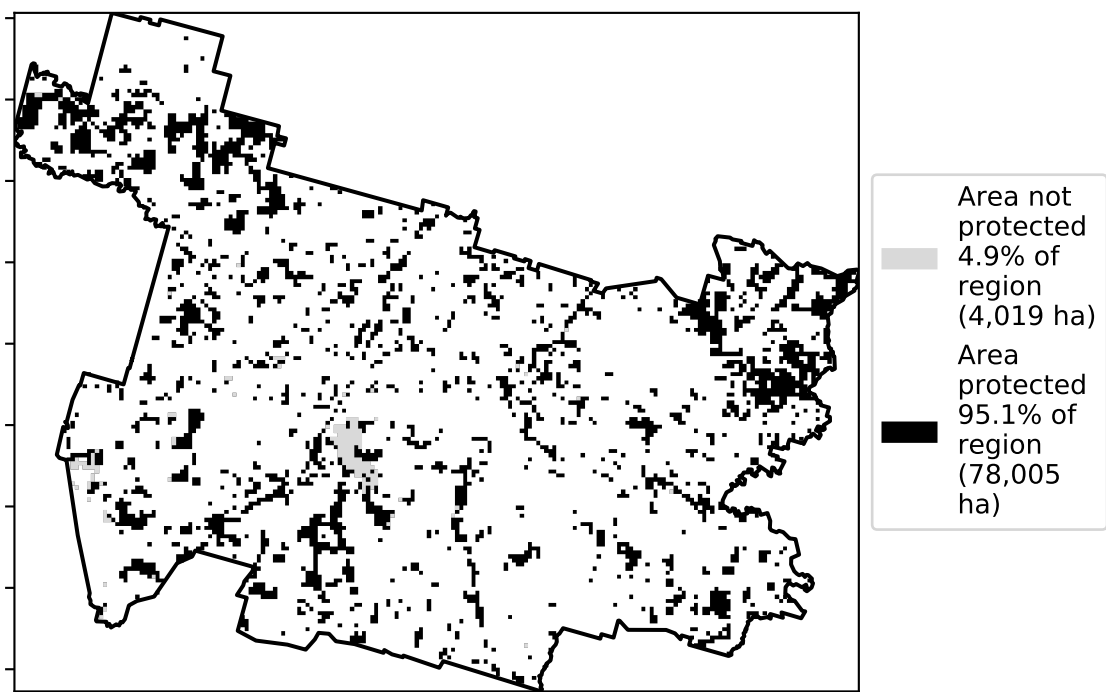 Area not
protected
4.9% of
region
(4,019 ha)
Area
protected
95.1% of
region
(78,005
ha)